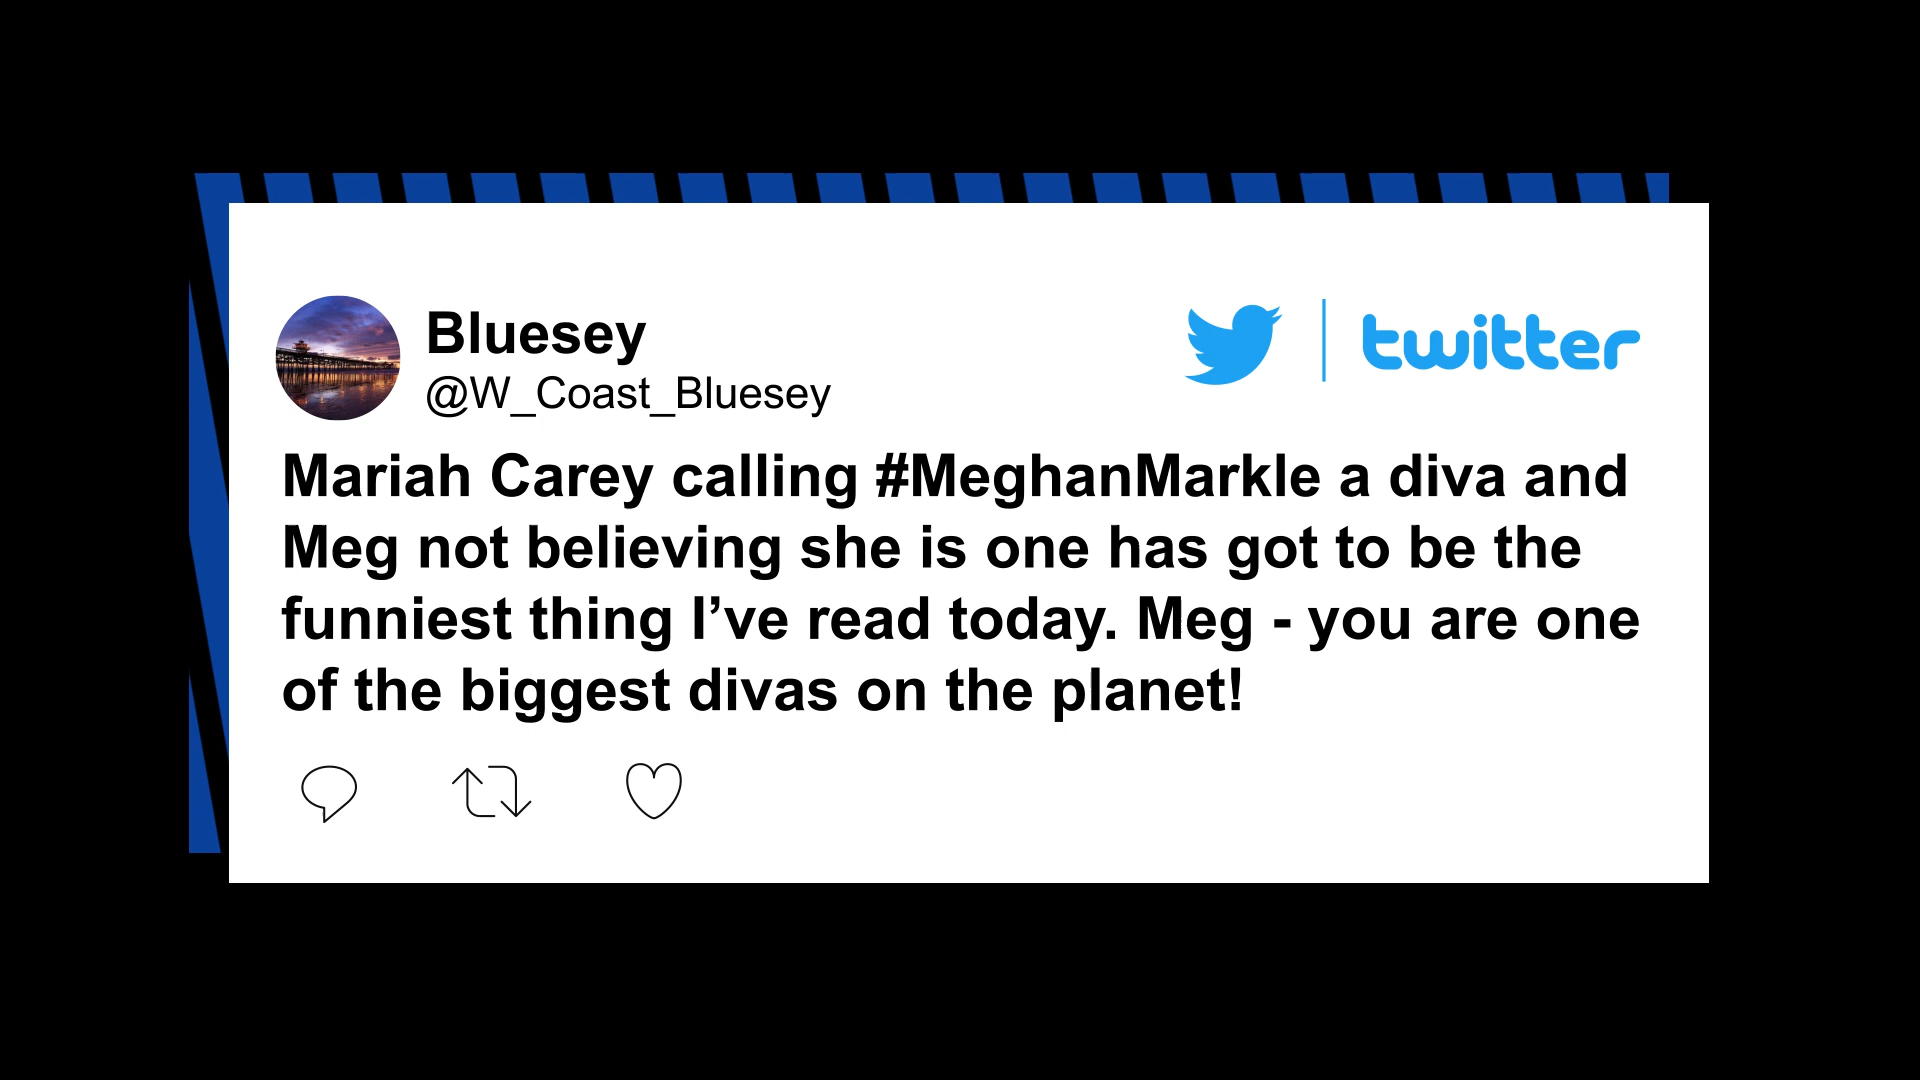 Bluesey
twitter
@W_Coast_Bluesey
Mariah Carey calling #MeghanMarkle a diva and
Meg not believing she is one has got to be the
funniest thing I’ve read today. Meg - you are one
of the biggest divas on the planet!